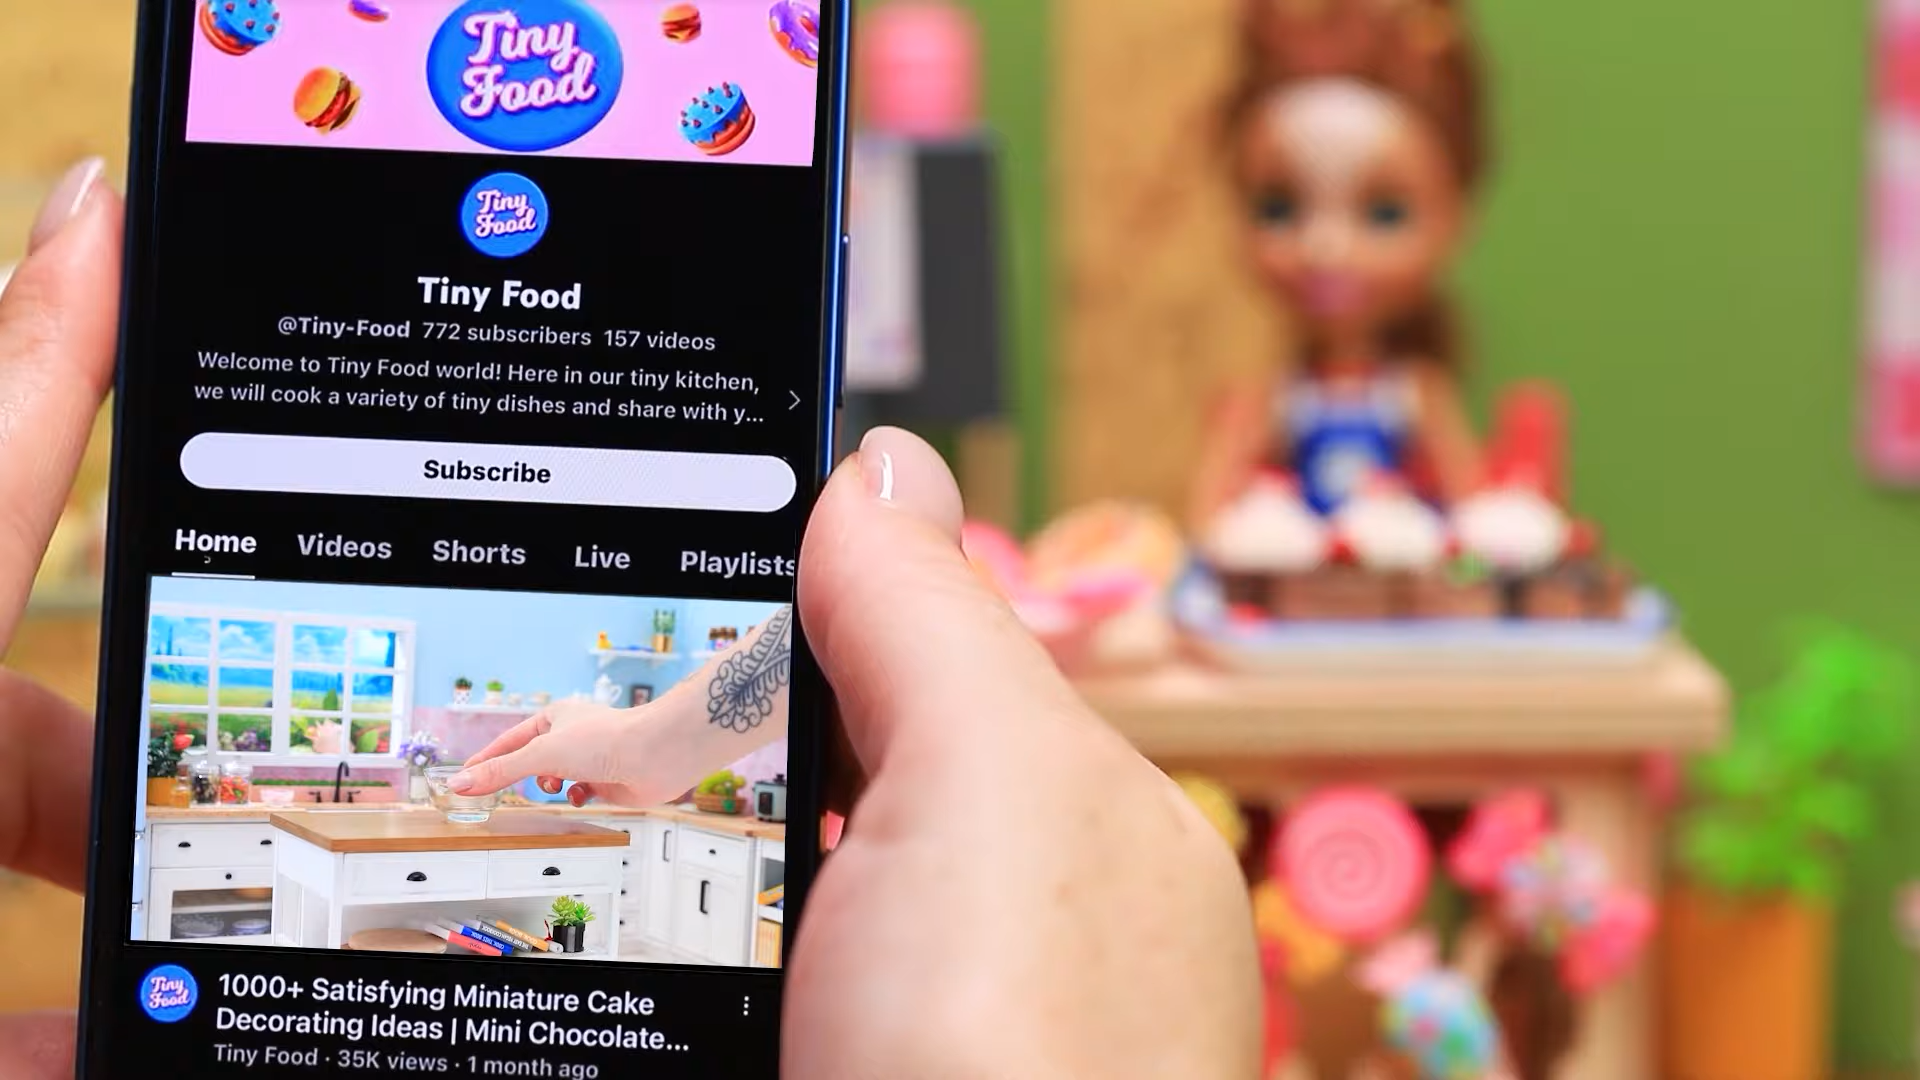 Tiny
Food
Tiny
Food
Tiny Food
@Tiny-Food 772 subscribers 157 videos
Welcome to Tiny Food world! Here in our tiny kitchen,
we will cook a variety of tiny dishes and share with y...
Subscribe
Home Videos Shorts Live Playlists
Tiny
Food
1000+ Satisfying Miniature Cake
Decorating Ideas | Mini Chocolate...
Tiny Food · 35K views · 1 month ago